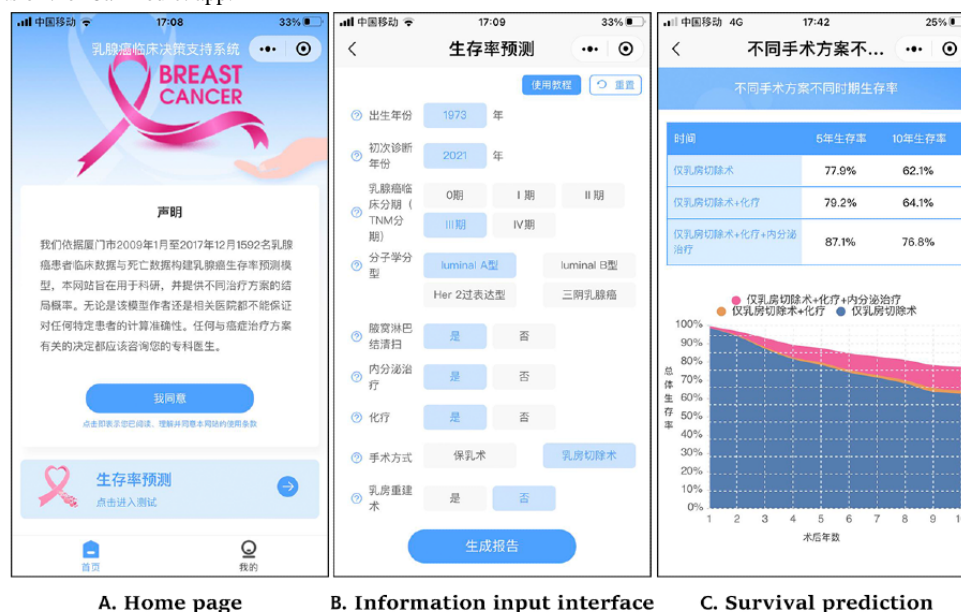 中国移动 17:08 33%
乳腺癌临床决策支持系统
BREAST
CANCER
声明
我们依据厦门市2009年1月至2017年12月1592名乳腺
癌患者临床数据与死亡数据构建乳腺癌生存率预测模
型，本网站旨在用于科研，并提供不同治疗方案的结
局概率。无论是该模型作者还是相关医院都不能保证
对任何特定患者的计算准确性。任何与癌症治疗方案
有关的决定都应该咨询您的专科医生。
我同意
点击即表示您已阅读、理解并同意本网站的使用条款
生存率预测
点击进入测试
首页 我的
A. Home page
中国移动 17:09 33%
生存率预测
使用教程 重置
出生年份 1973 年
初次诊断
年份 2021 年
乳腺癌临
床分期（
TNM分
期） 0期 I 期 II 期
III期 IV期
分子学分
型 luminal A型 luminal B型
Her 2过表达型 三阴乳腺癌
腋窝淋巴
结清扫 是 否
内分泌治
疗 是 否
化疗 是 否
手术方式 保乳术 乳房切除术
乳房重建
术 是 否
生成报告
B. Information input interface
中国移动 4G 17:42 25%
不同手术方案不...
不同手术方案不同时期生存率
时间 5年生存率 10年生存率
仅乳房切除术 77.9% 62.1%
仅乳房切除术+化疗 79.2% 64.1%
仅乳房切除术+化疗+内分泌
治疗 87.1% 76.8%
仅乳房切除术+化疗+内分泌治疗
仅乳房切除术+化疗 仅乳房切除术
总体生存率
100%
90%
80%
70%
60%
50%
40%
30%
20%
10%
0%
1 2 3 4 5 6 7 8 9
术后年数
C. Survival prediction